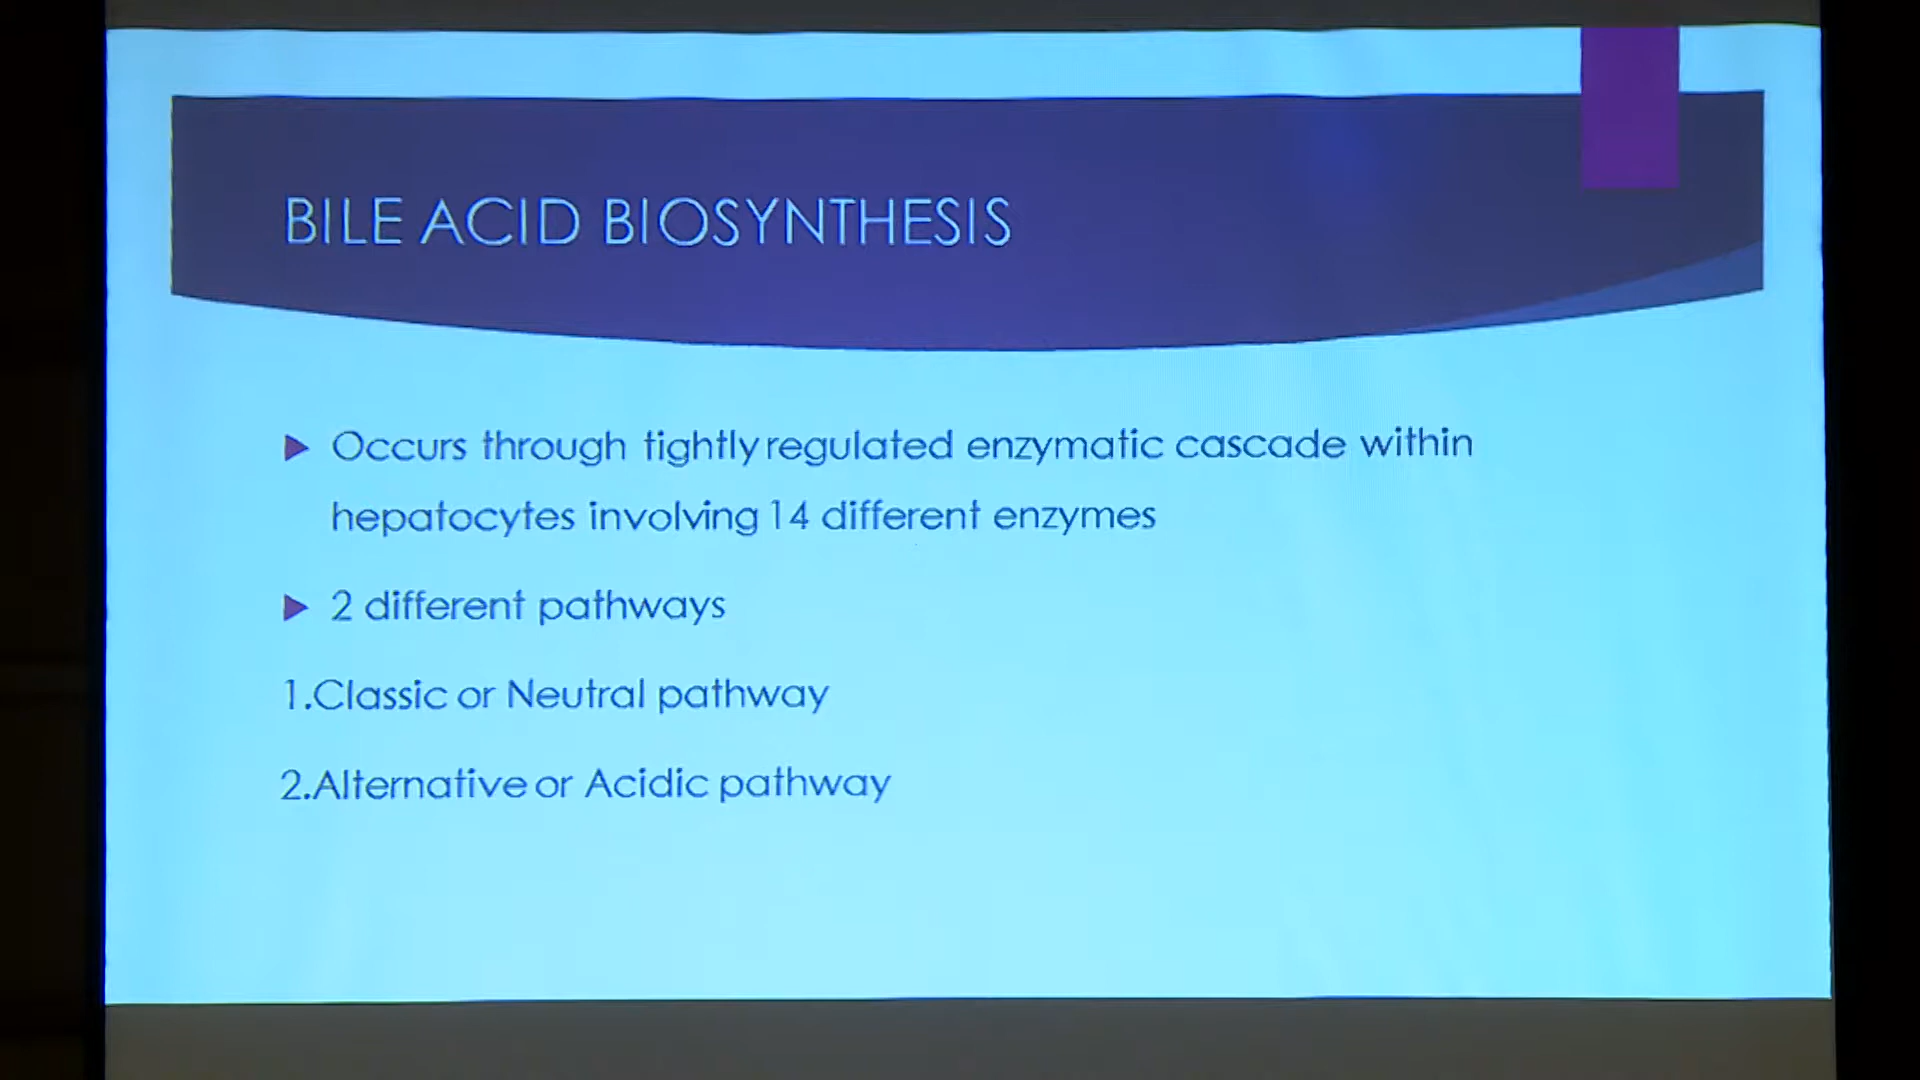 BILE ACID BIOSYNTHESIS
Occurs through tightly regulated enzymatic cascade within
hepatocytes involving 14 different enzymes
2 different pathways
1.Classic or Neutral pathway
2.Alternative or Acidic pathway